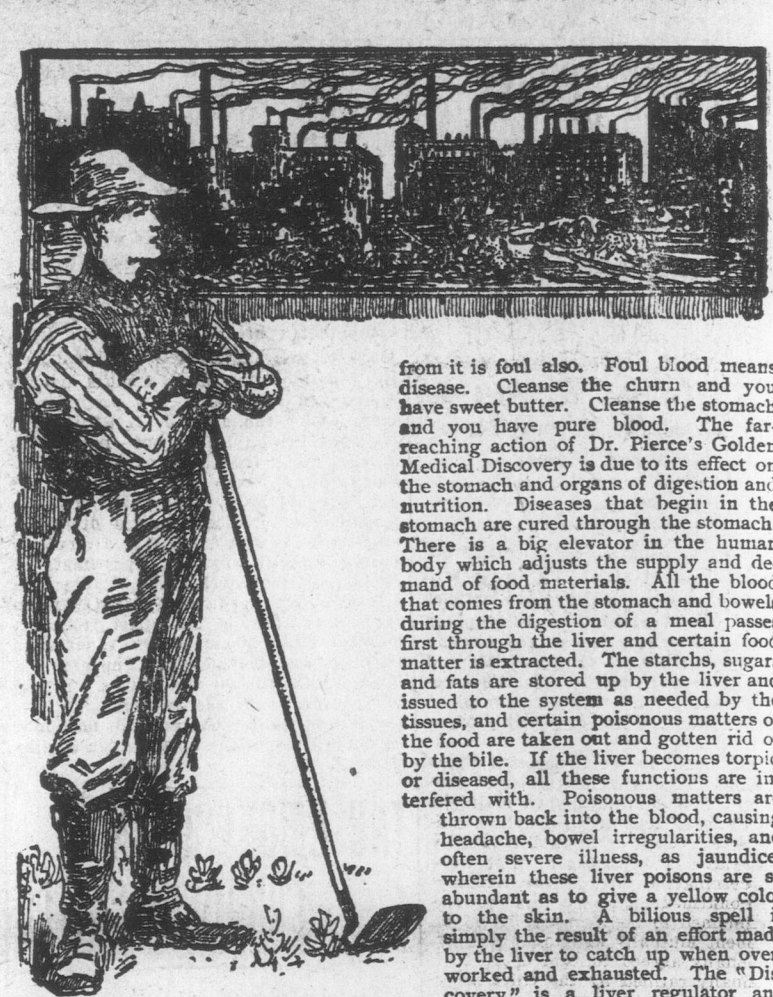 from it is foul also. Foul blood means
disease. Cleanse the churn and you
have sweet butter. Cleanse the stomach
and you have pure blood. The far-
reaching action of Dr. Pierce's Golden
Medical Discovery is due to its effect on
the stomach and organs of digestion and
nutrition. Diseases that begin in the
stomach are cured through the stomach.
There is a big elevator in the human
body which adjusts the supply and de-
mand of food materials. All the blood
that comes from the stomach and bowels
during the digestion of a meal passes
first through the liver and certain food
matter is extracted. The starchs, sugars
and fats are stored up by the liver and
issued to the system as needed by the
tissues, and certain poisonous matters o
the food are taken out and gotten rid o
by the bile. If the liver becomes torpid
or diseased, all these functions are in
terfered with. Poisonous matters ar
thrown back into the blood, causing
headache, bowel irregularities, and
often severe illness, as jaundice,
wherein these liver poisons are s
abundant as to give a yellow colo
to the skin. A bilious spell i
simply the result of an effort mad
by the liver to catch up when over
worked and exhausted. The "Dis
covery" is a liver regulator an